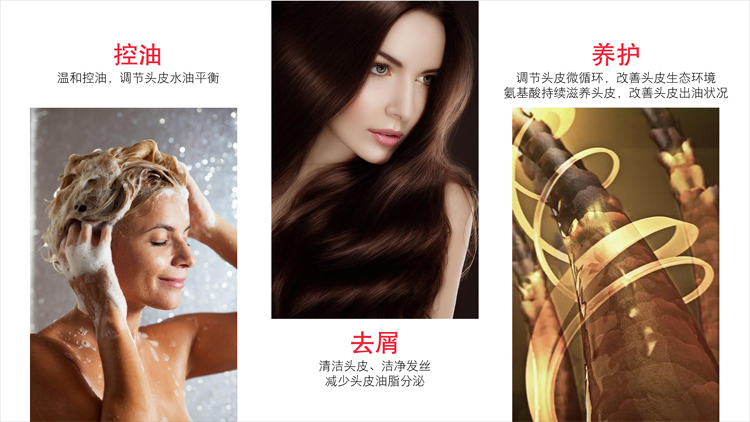 控油
温和控油，调节头皮水油平衡
去屑
清洁头皮、洁净发丝
减少头皮油脂分泌
养护
调节头皮微循环，改善头皮生态环境
氨基酸持续滋养头皮，改善头皮出油状况